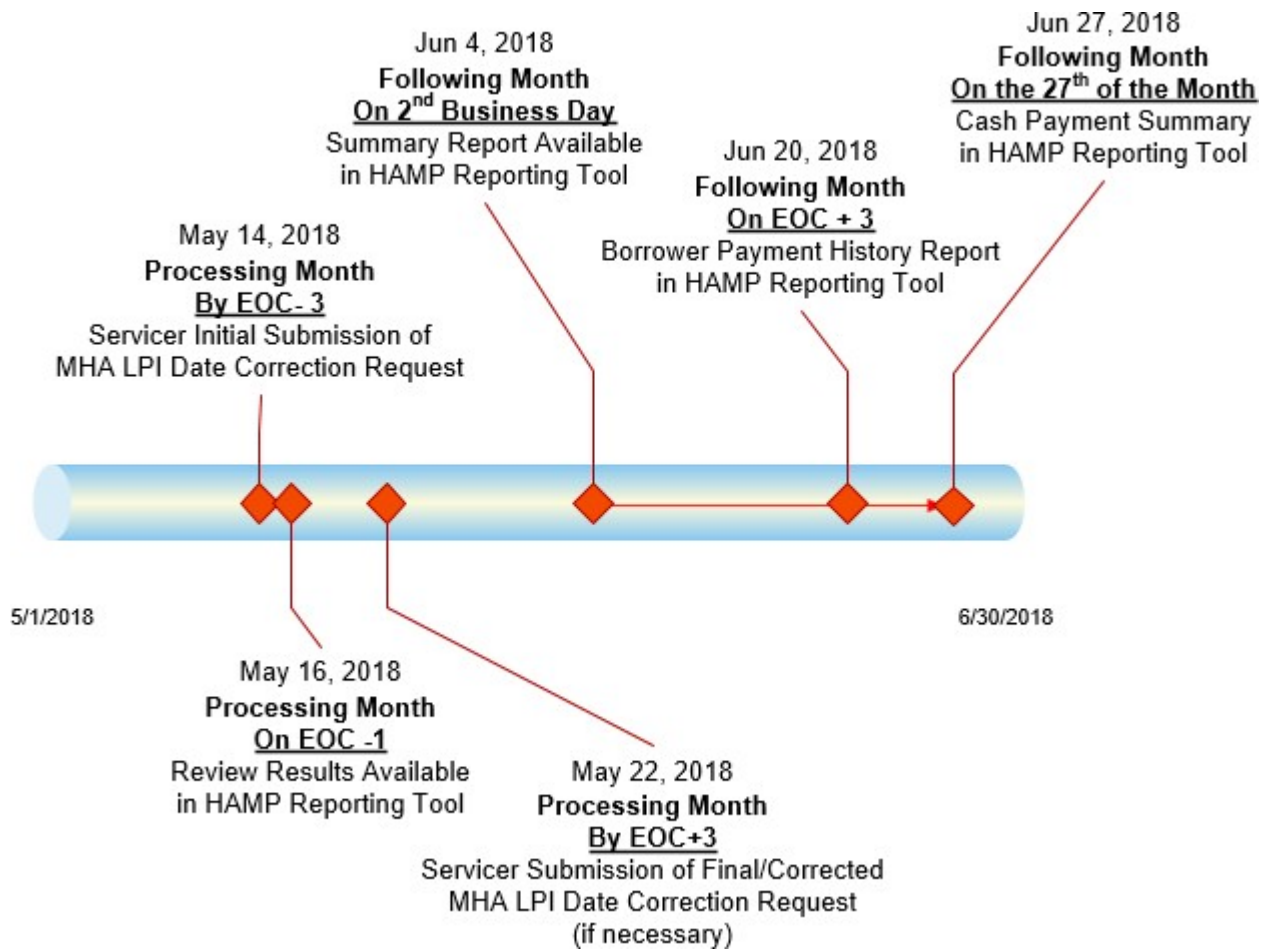 Jun 4, 2018
Following Month
On 2nd Business Day
Summary Report Available
in HAMP Reporting Tool
Jun 27, 2018
Following Month
On the 27th of the Month
Cash Payment Summary
in HAMP Reporting Tool
Jun 20, 2018
Following Month
On EOC + 3
Borrower Payment History Report
in HAMP Reporting Tool
May 14, 2018
Processing Month
By EOC- 3
Servicer Initial Submission of
MHA LPI Date Correction Request
5/1/2018
6/30/2018
May 16, 2018
Processing Month
On EOC -1
Review Results Available
in HAMP Reporting Tool
May 22, 2018
Processing Month
By EOC+3
Servicer Submission of Final/Corrected
MHA LPI Date Correction Request
(if necessary)